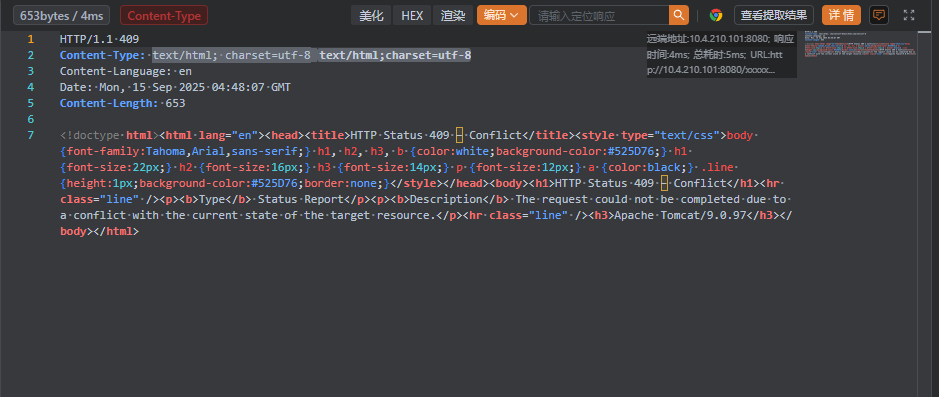 653bytes / 4ms Content-Type 美化 HEX 渲染 编码 请输入定位响应 查看提取结果 详情
1 HTTP/1.1 409
2 Content-Type: text/html; charset=utf-8 text/html;charset=utf-8
3 Content-Language: en
4 Date: Mon, 15 Sep 2025 04:48:07 GMT
5 Content-Length: 653
6
7 <!doctype html><html lang="en"><head><title>HTTP Status 409 – Conflict</title><style type="text/css">body
{font-family:Tahoma,Arial,sans-serif;} h1, h2, h3, b {color:white;background-color:#525D76;} h1
{font-size:22px;} h2 {font-size:16px;} h3 {font-size:14px;} p {font-size:12px;} a {color:black;} .line
{height:1px;background-color:#525D76;border:none;}</style></head><body><h1>HTTP Status 409 – Conflict</h1><hr
class="line" /><p><b>Type</b> Status Report</p><p><b>Description</b> The request could not be completed due to
a conflict with the current state of the target resource.</p><hr class="line" /><h3>Apache Tomcat/9.0.97</h3></
body></html>
远端地址:10.4.210.101:8080; 响应
时间:4ms; 总耗时:5ms; URL:htt
p://10.4.210.101:8080/xxxxx...